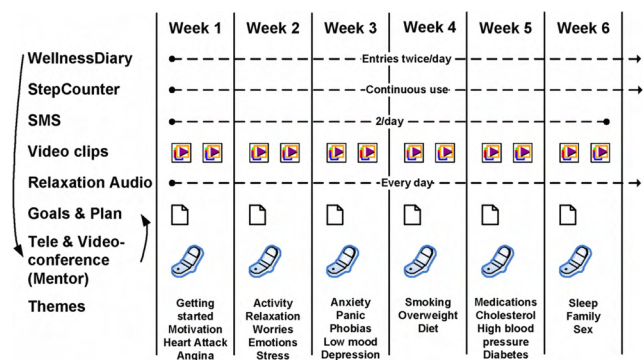 Week 1 Week 2 Week 3 Week 4 Week 5 Week 6
WellnessDiary Entries twice/day
StepCounter Continuous use
SMS 2/day
Video clips
Relaxation Audio Every day
Goals & Plan
Tele & Video-
conference
(Mentor)
Themes
Getting
started
Motivation
Heart Attack
Angina
Activity
Relaxation
Worries
Emotions
Stress
Anxiety
Panic
Phobias
Low mood
Depression
Smoking
Overweight
Diet
Medications
Cholesterol
High blood
pressure
Diabetes
Sleep
Family
Sex